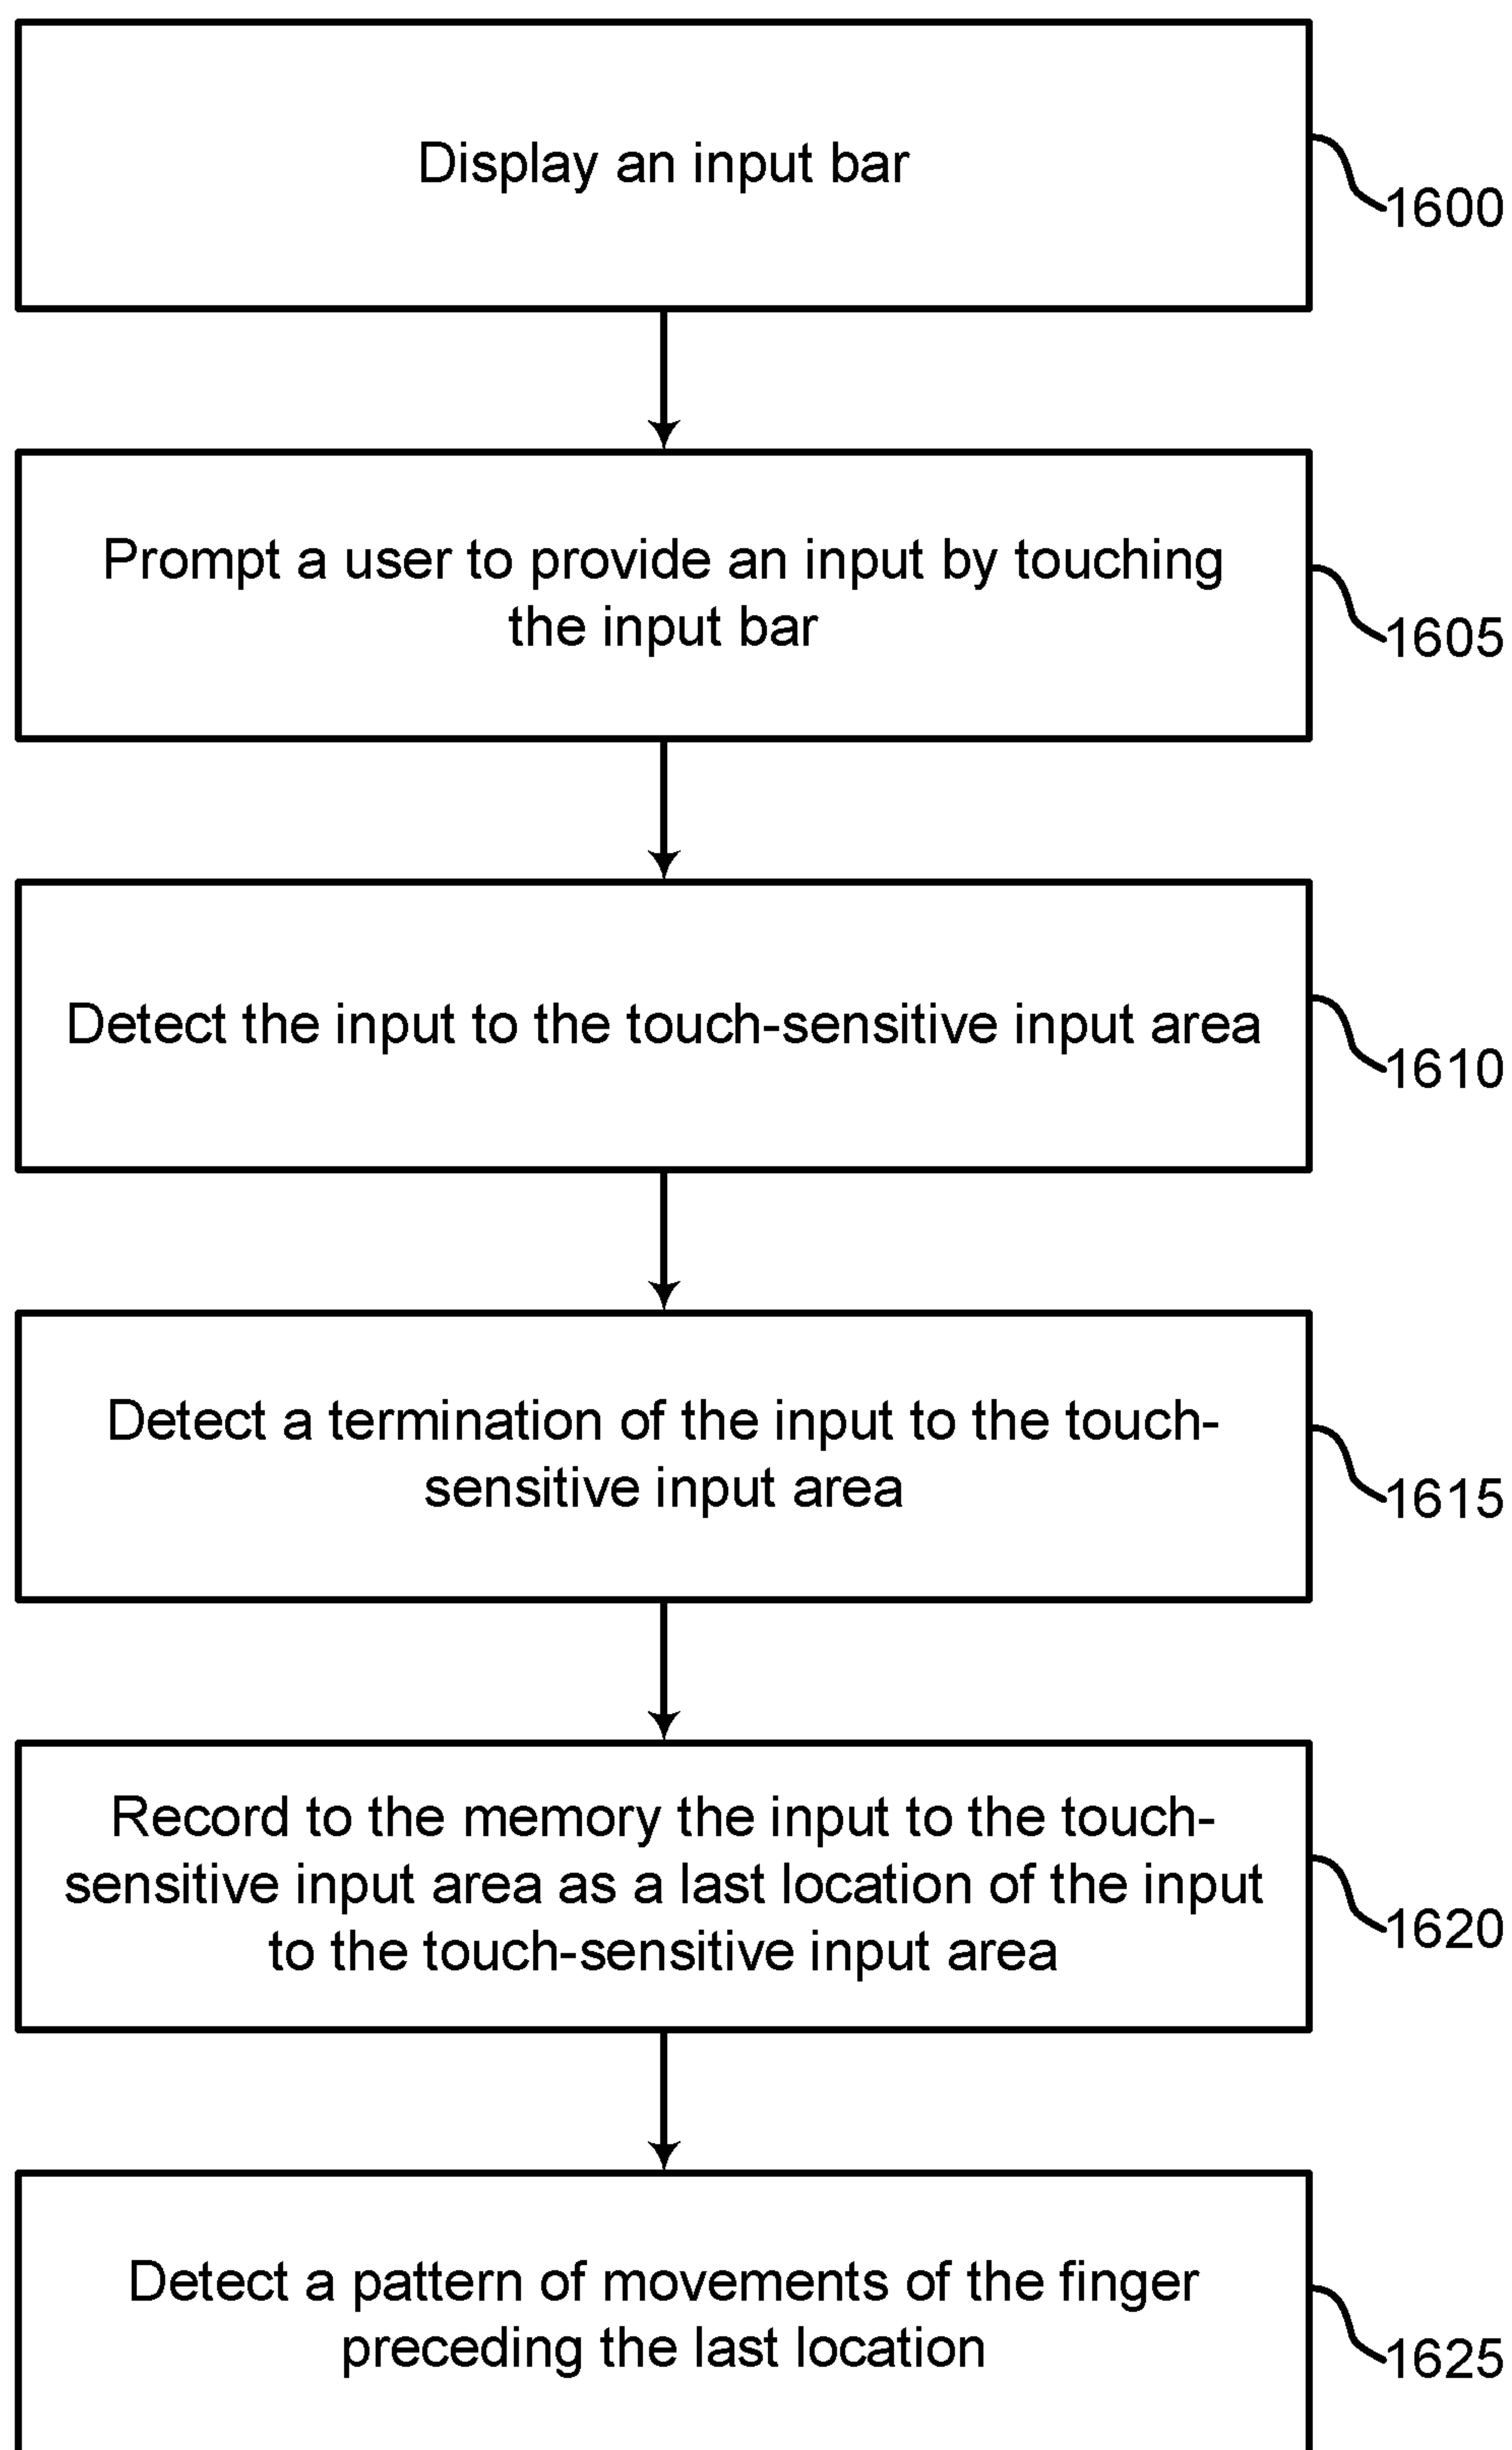 Display an input bar
1600
Prompt a user to provide an input by touching
the input bar
1605
Detect the input to the touch-sensitive input area
1610
Detect a termination of the input to the touch-
sensitive input area
1615
Record to the memory the input to the touch-
sensitive input area as a last location of the input
to the touch-sensitive input area
1620
Detect a pattern of movements of the finger
preceding the last location
1625